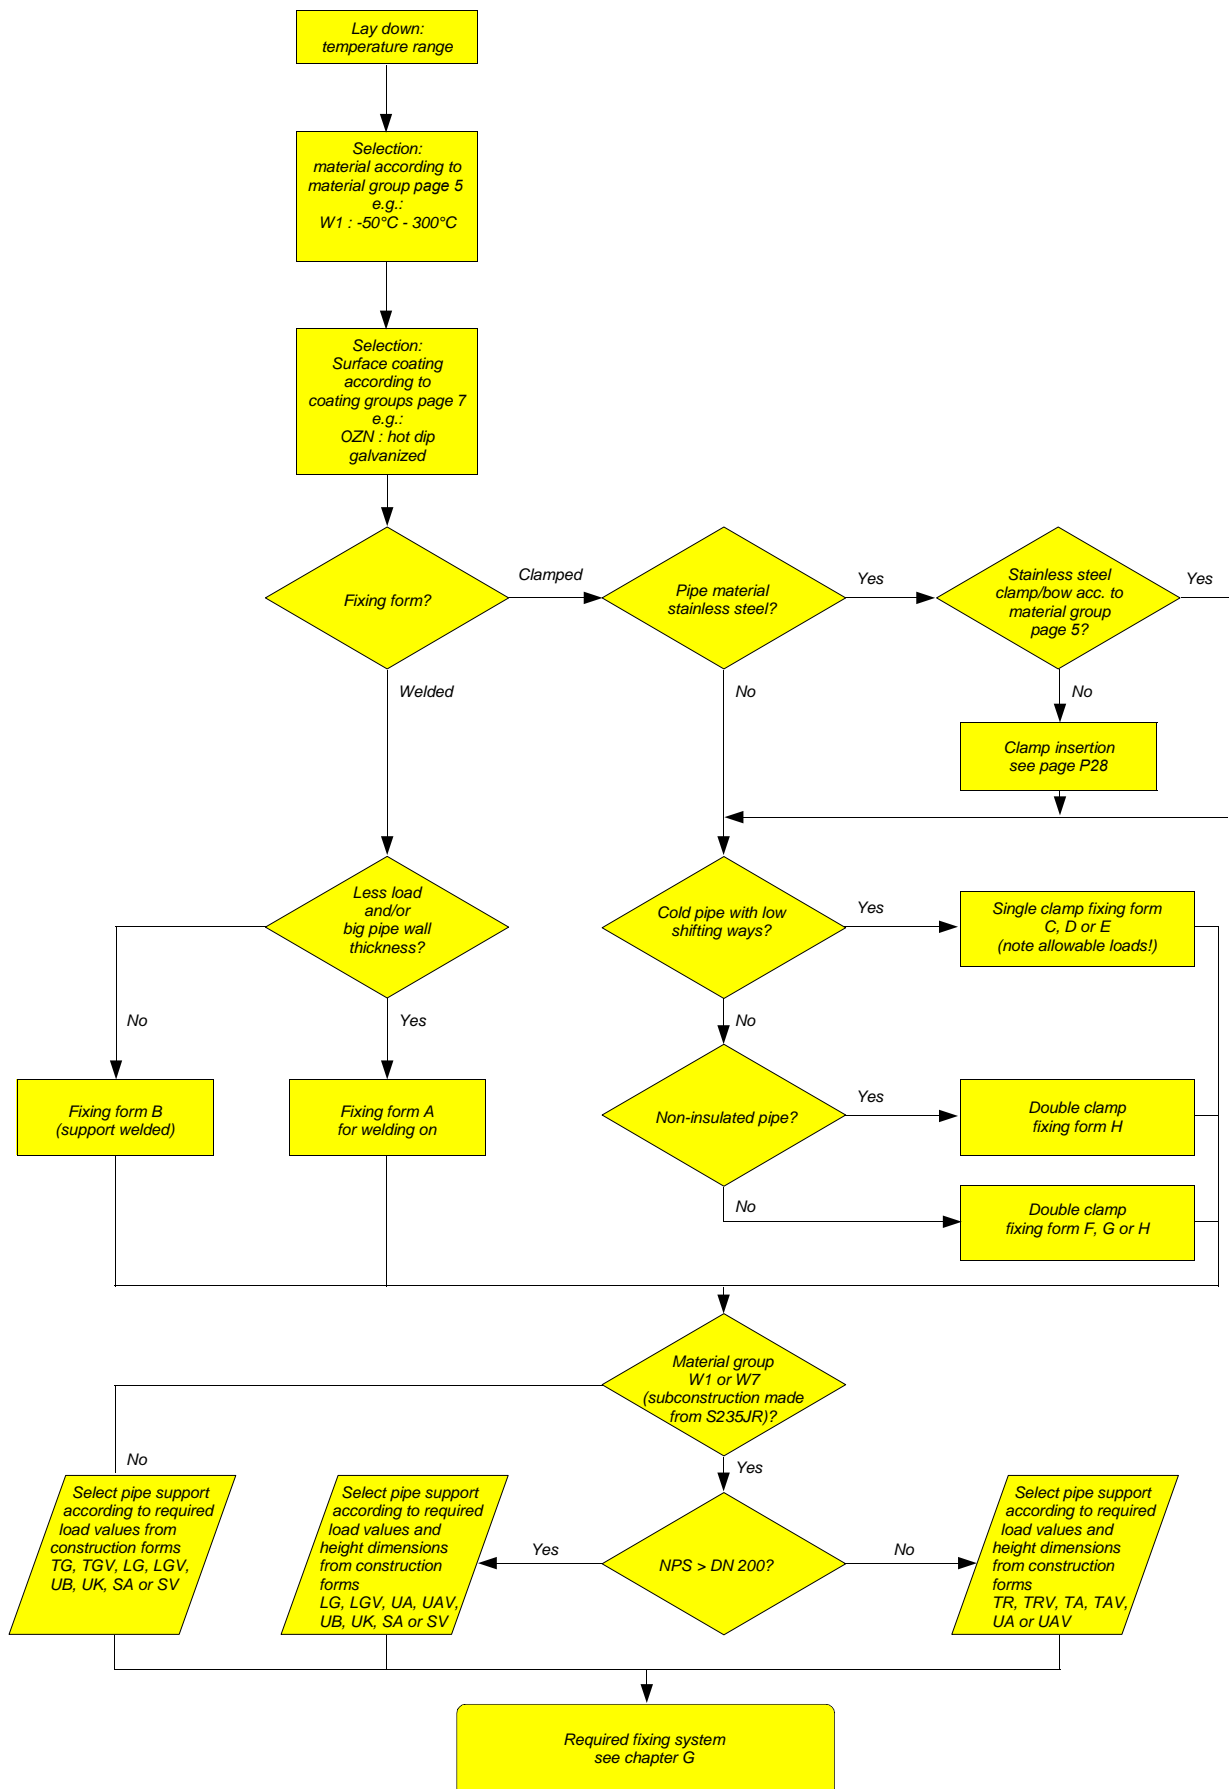 Lay down:
temperature range
Selection:
material according to
material group page 5
e.g.:
W1 : -50°C - 300°C
Selection:
Surface coating
according to
coating groups page 7
e.g.:
OZN : hot dip
galvanized
Fixing form?
Clamped
Pipe material
stainless steel?
Yes
Stainless steel
clamp/bow acc. to
material group
page 5?
Yes
Welded
No
No
Clamp insertion
see page P28
Less load
and/or
big pipe wall
thickness?
Cold pipe with low
shifting ways?
Yes
Single clamp fixing form
C, D or E
(note allowable loads!)
No
Yes
No
Fixing form B
(support welded)
Fixing form A
for welding on
Non-insulated pipe?
Yes
Double clamp
fixing form H
No
Double clamp
fixing form F, G or H
Material group
W1 or W7
(subconstruction made
from S235JR)?
No
Yes
Select pipe support
according to required
load values from
construction forms
TG, TGV, LG, LGV,
UB, UK, SA or SV
Select pipe support
according to required
load values and
height dimensions
from construction
forms
LG, LGV, UA, UAV,
UB, UK, SA or SV
Yes
NPS > DN 200?
No
Select pipe support
according to required
load values and
height dimensions
from construction
forms
TR, TRV, TA, TAV,
UA or UAV
Required fixing system
see chapter G